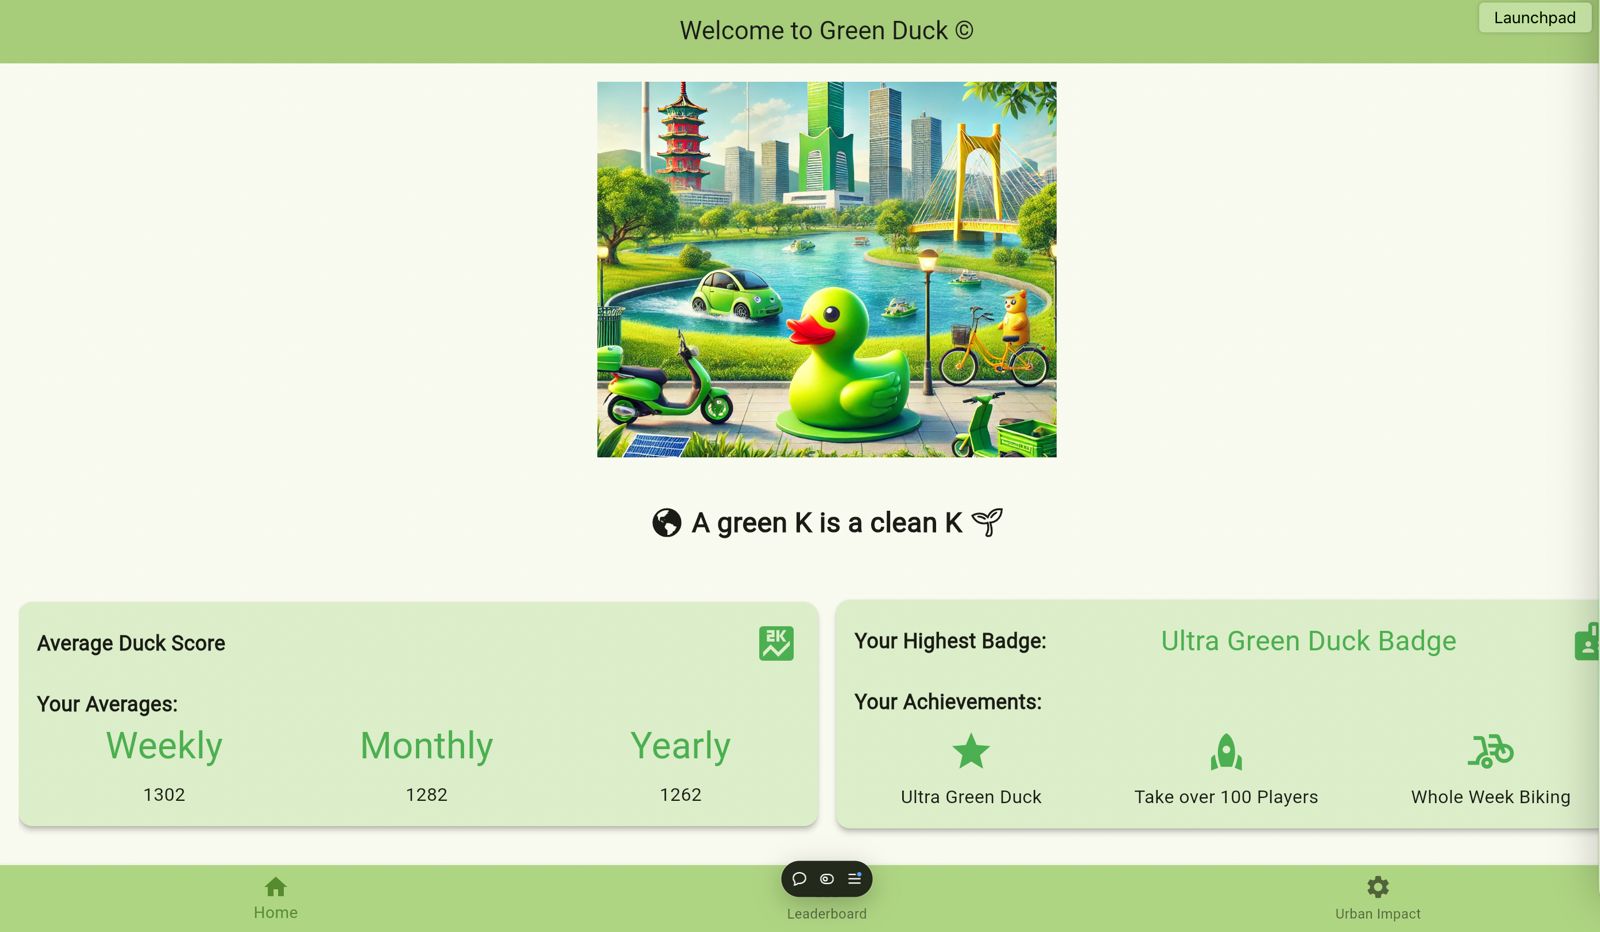 Welcome to Green Duck ©
Launchpad
A green K is a clean K
Average Duck Score
2K
Your Averages:
Weekly
Monthly
Yearly
1302
1282
1262
Your Highest Badge:
Ultra Green Duck Badge
Your Achievements:
Ultra Green Duck
Take over 100 Players
Whole Week Biking
Home
Leaderboard
Urban Impact